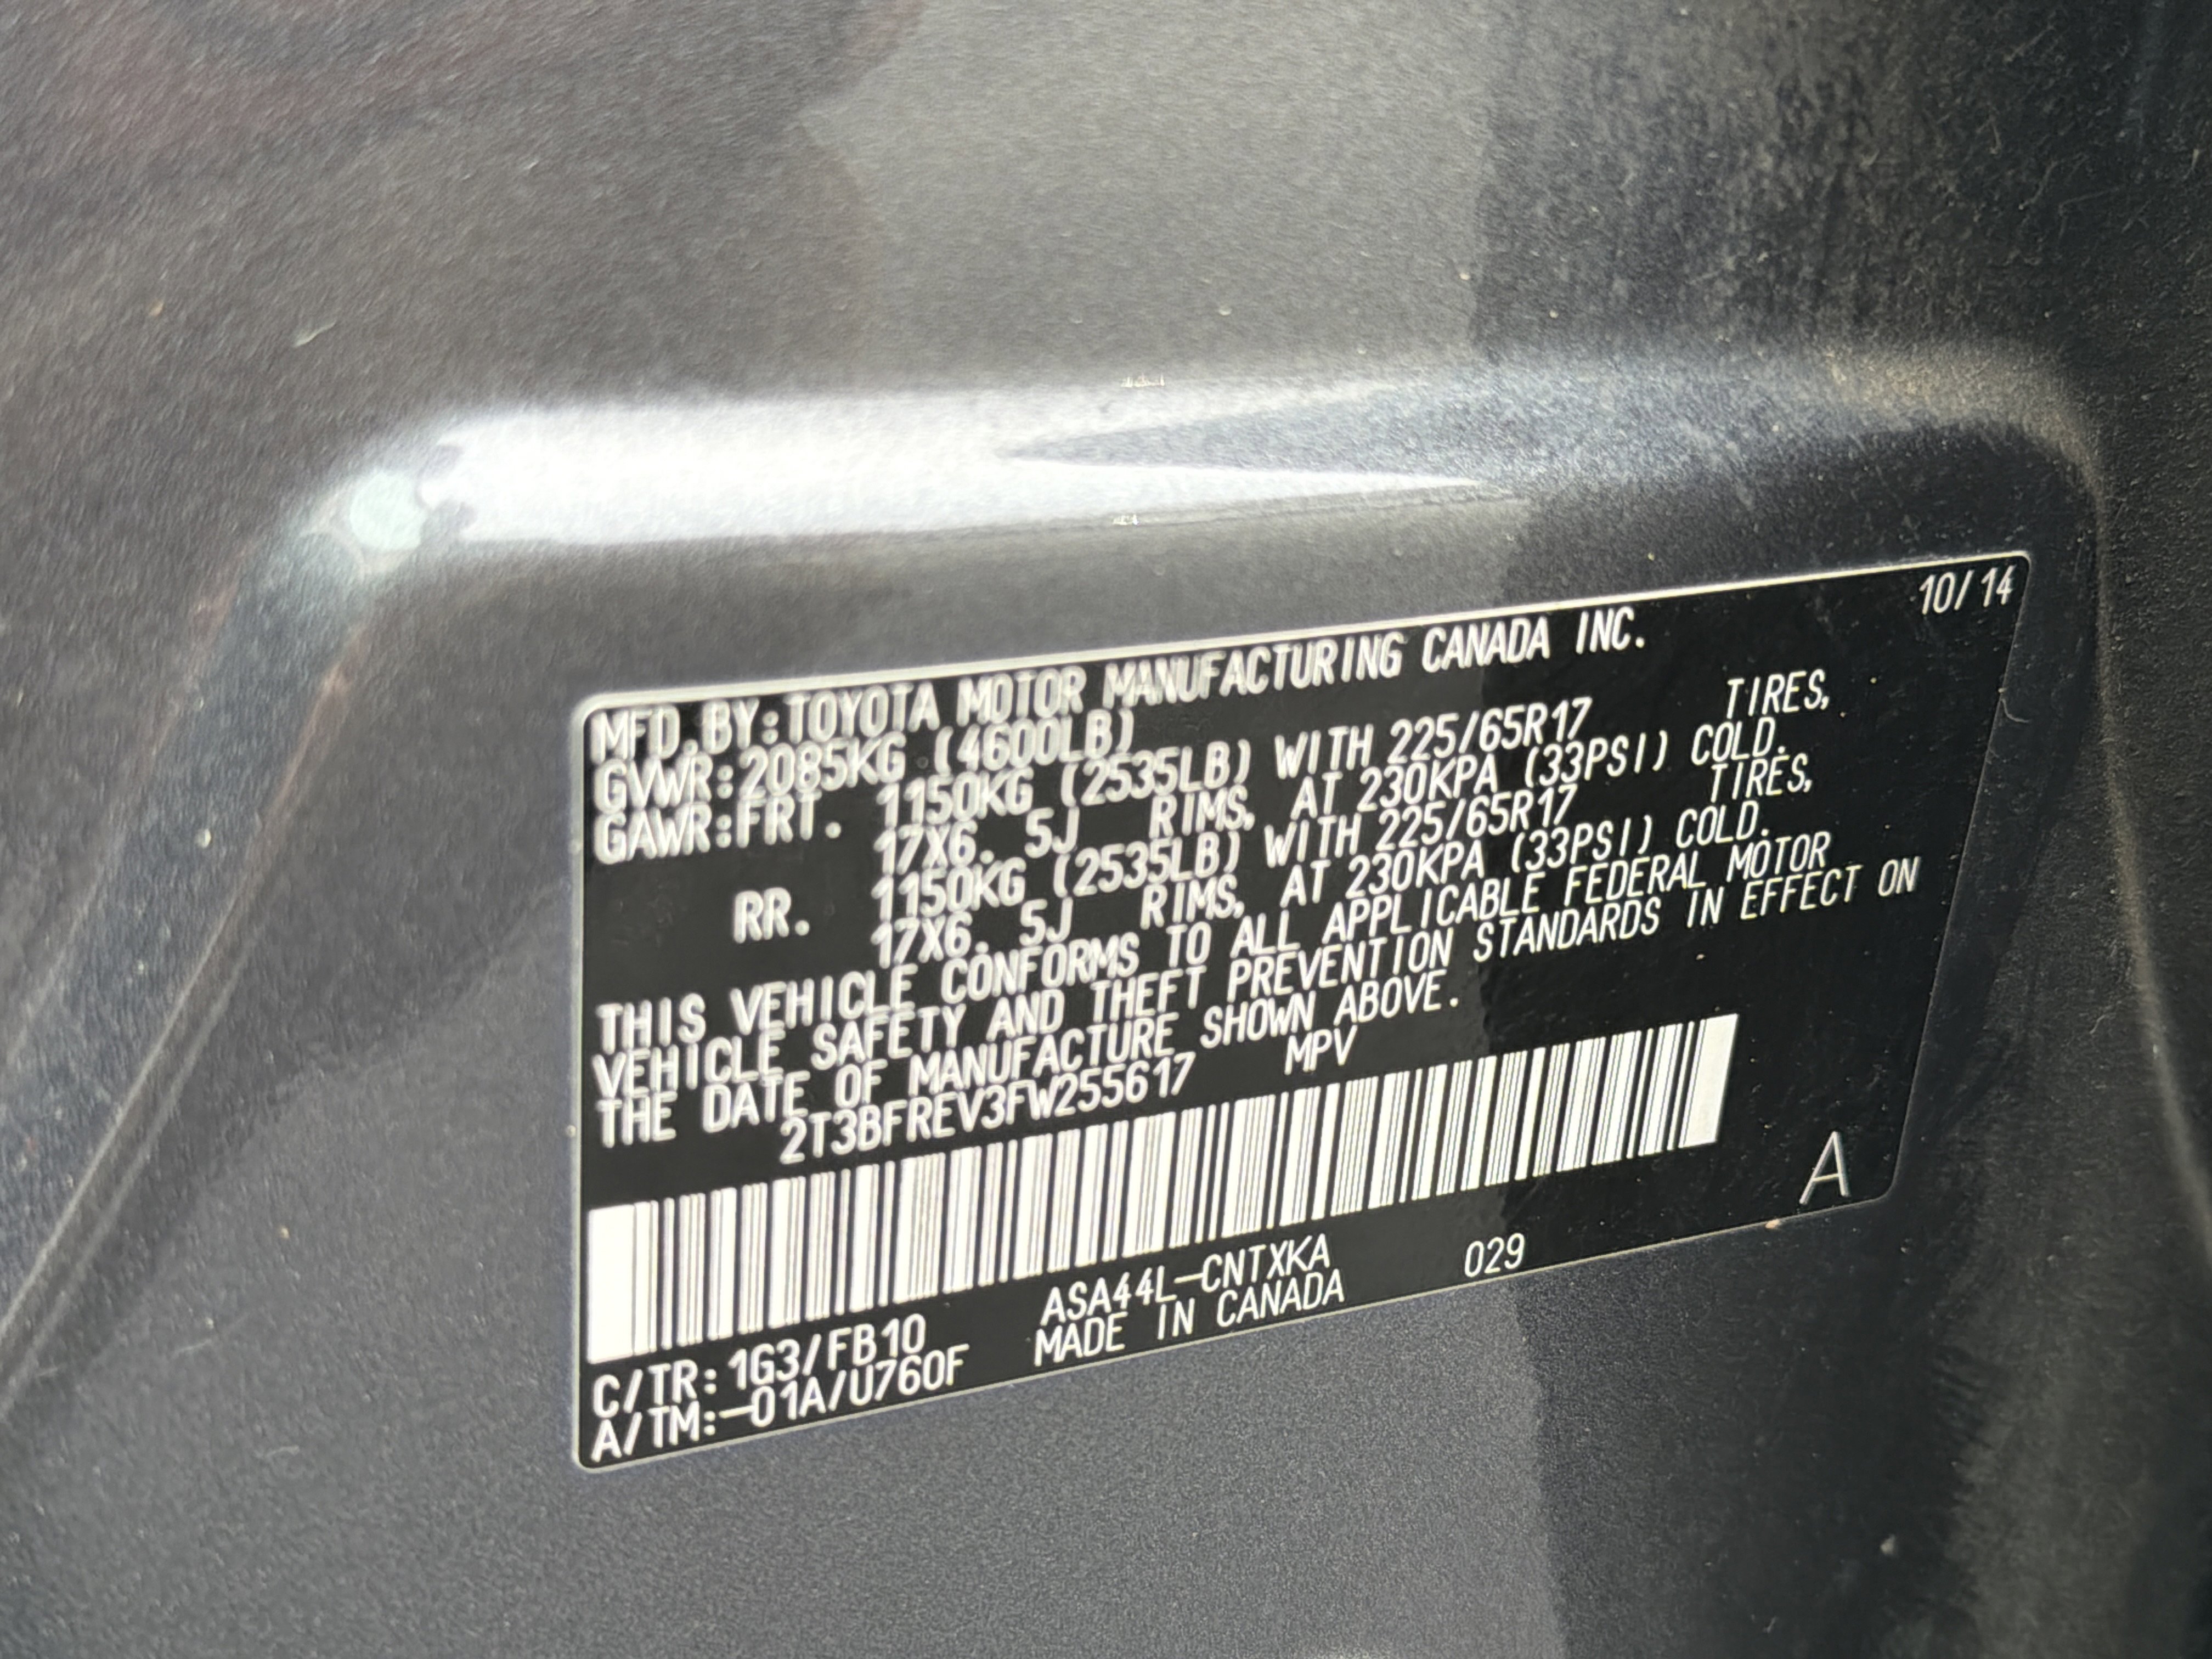 10/14
MFD.BY:TOYOTA MOTOR MANUFACTURING CANADA INC.
GVWR:2085KG (4600LB)
GAWR:FRT. 1150KG (2535LB) WITH 225/65R17 TIRES,
17X6.5J RIMS, AT 230KPA (33PSI) COLD.
RR. 1150KG (2535LB) WITH 225/65R17 TIRES,
17X6.5J RIMS, AT 230KPA (33PSI) COLD.
THIS VEHICLE CONFORMS TO ALL APPLICABLE FEDERAL MOTOR
VEHICLE SAFETY AND THEFT PREVENTION STANDARDS IN EFFECT ON
THE DATE OF MANUFACTURE SHOWN ABOVE.
2T3BFREV3FW255617 MPV
A
C/TR:1G3/FB10 ASA44L-CNTXKA 029
A/TM:-01A/U760F MADE IN CANADA